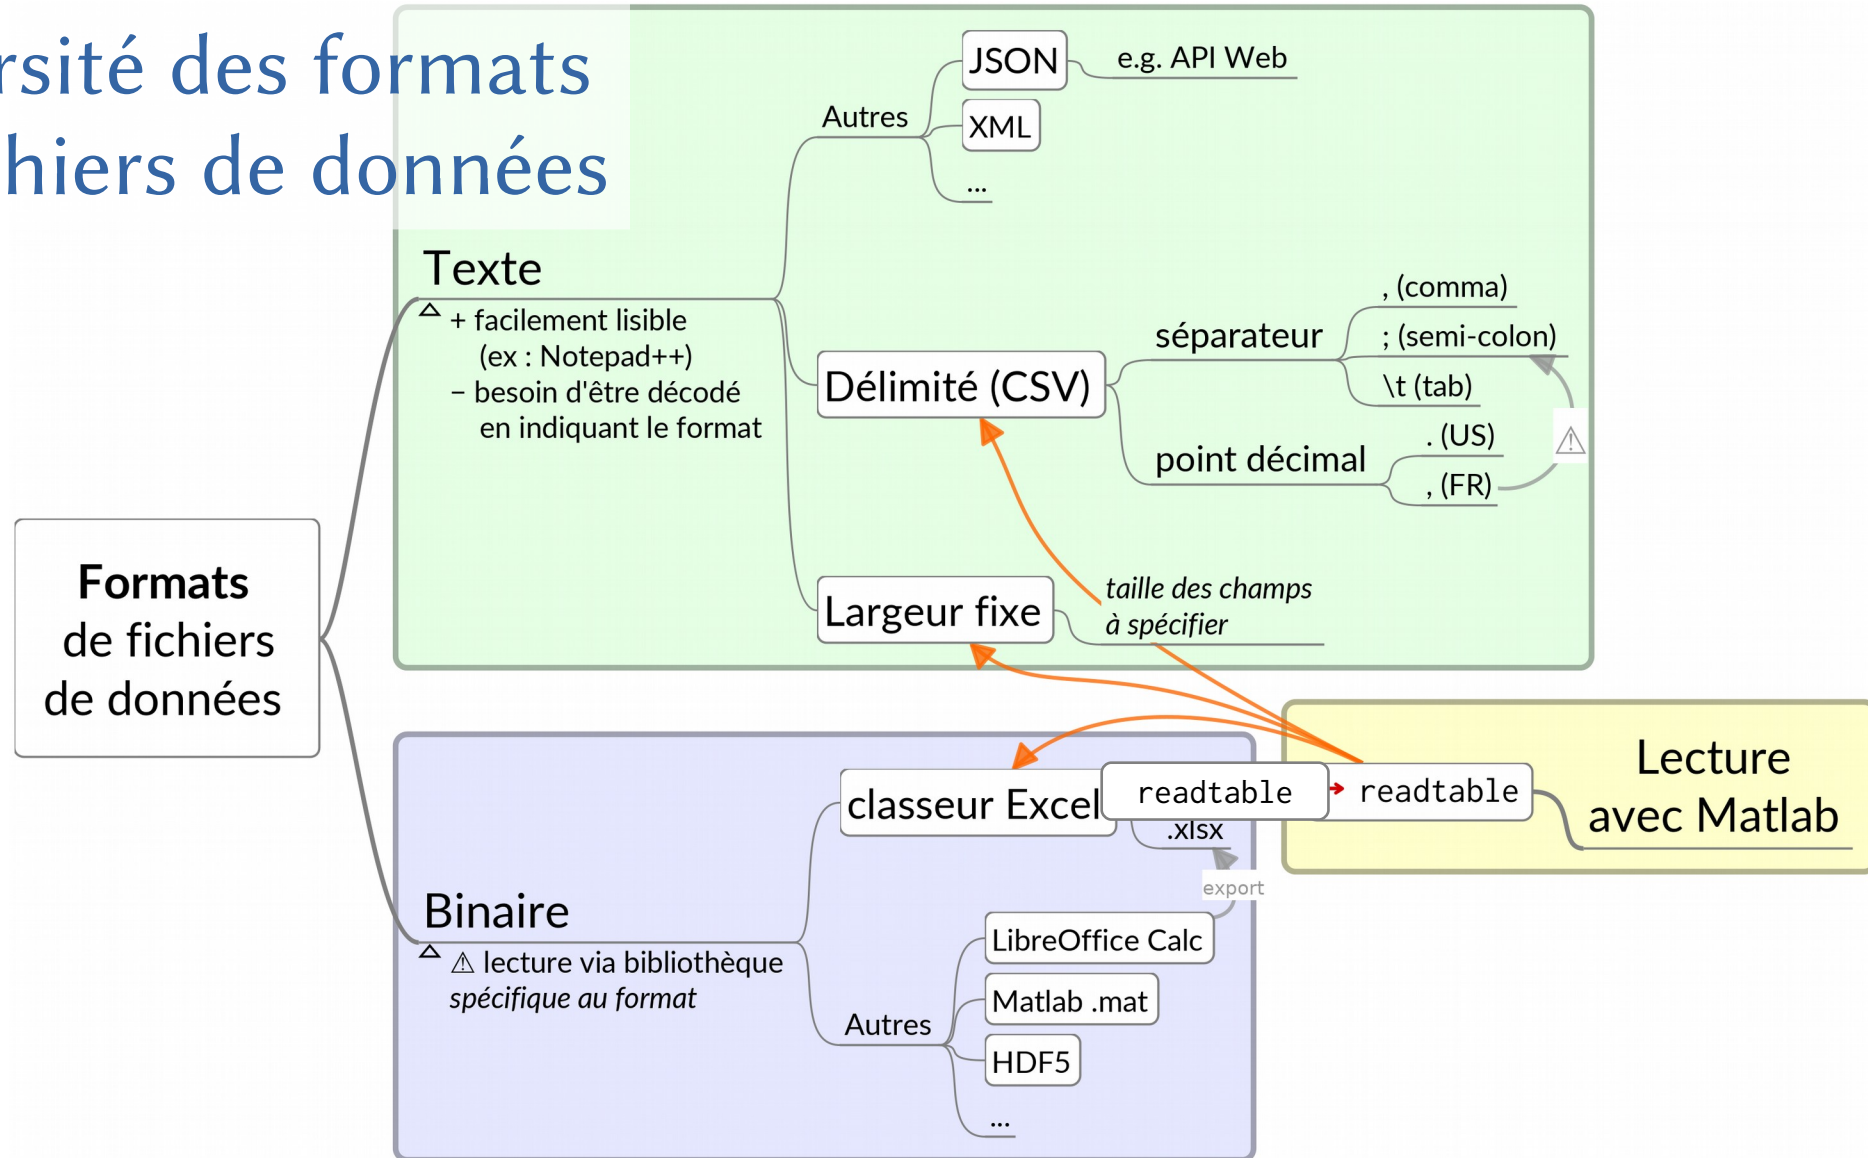 rsité des formats
hiers de données
Formats
de fichiers
de données
Texte
+ facilement lisible
(ex : Notepad++)
− besoin d'être décodé
en indiquant le format
Autres
JSON
e.g. API Web
XML
...
Délimité (CSV)
séparateur
, (comma)
; (semi-colon)
\t (tab)
point décimal
. (US)
, (FR)
⚠
Largeur fixe
taille des champs
à spécifier
Binaire
⚠ lecture via bibliothèque
spécifique au format
classeur Excel
.xlsx
export
Autres
LibreOffice Calc
Matlab .mat
HDF5
...
readtable
readtable
Lecture
avec Matlab